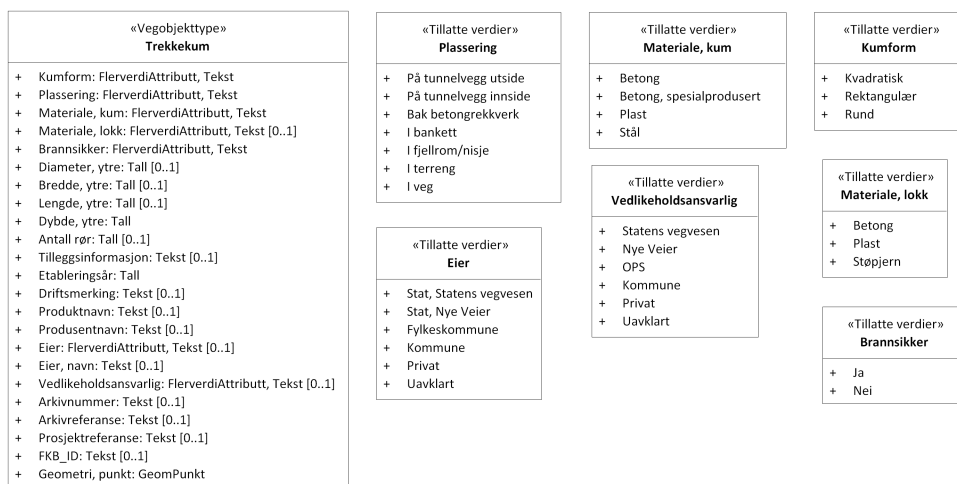 «Vegobjekttype»
Trekkekum
+ Kumform: FlerverdiAttributt, Tekst
+ Plassering: FlerverdiAttributt, Tekst
+ Materiale, kum: FlerverdiAttributt, Tekst
+ Materiale, lokk: FlerverdiAttributt, Tekst [0..1]
+ Brannsikker: FlerverdiAttributt, Tekst
+ Diameter, ytre: Tall [0..1]
+ Bredde, ytre: Tall [0..1]
+ Lengde, ytre: Tall [0..1]
+ Dybde, ytre: Tall
+ Antall rør: Tall [0..1]
+ Tilleggsinformasjon: Tekst [0..1]
+ Etableringsår: Tall
+ Driftsmerking: Tekst [0..1]
+ Produktnavn: Tekst [0..1]
+ Produsentnavn: Tekst [0..1]
+ Eier: FlerverdiAttributt, Tekst [0..1]
+ Eier, navn: Tekst [0..1]
+ Vedlikeholdsansvarlig: FlerverdiAttributt, Tekst [0..1]
+ Arkivnummer: Tekst [0..1]
+ Arkivreferanse: Tekst [0..1]
+ Prosjektreferanse: Tekst [0..1]
+ FKB_ID: Tekst [0..1]
+ Geometri, punkt: GeomPunkt
«Tillatte verdier»
Plassering
+ På tunnelvegg utside
+ På tunnelvegg innside
+ Bak betongrekkverk
+ I bankett
+ I fjellrom/nisje
+ I terreng
+ I veg
«Tillatte verdier»
Eier
+ Stat, Statens vegvesen
+ Stat, Nye Veier
+ Fylkeskommune
+ Kommune
+ Privat
+ Uavklart
«Tillatte verdier»
Materiale, kum
+ Betong
+ Betong, spesialprodusert
+ Plast
+ Stål
«Tillatte verdier»
Vedlikeholdsansvarlig
+ Statens vegvesen
+ Nye Veier
+ OPS
+ Kommune
+ Privat
+ Uavklart
«Tillatte verdier»
Kumform
+ Kvadratisk
+ Rektangulær
+ Rund
«Tillatte verdier»
Materiale, lokk
+ Betong
+ Plast
+ Støpjern
«Tillatte verdier»
Brannsikker
+ Ja
+ Nei